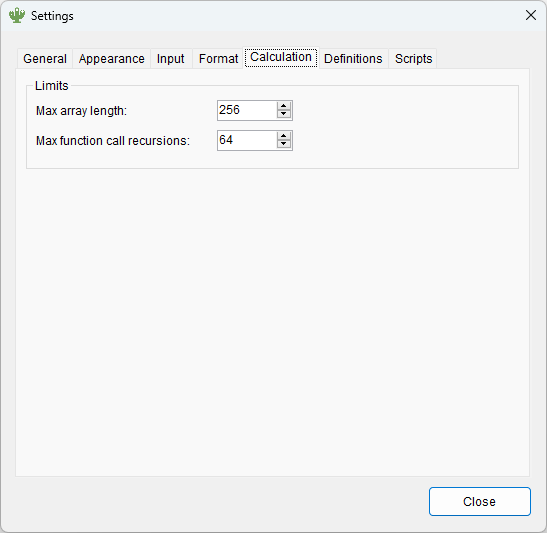 Settings
General Appearance Input Format Calculation Definitions Scripts
Limits
Max array length: 256
Max function call recursions: 64
Close